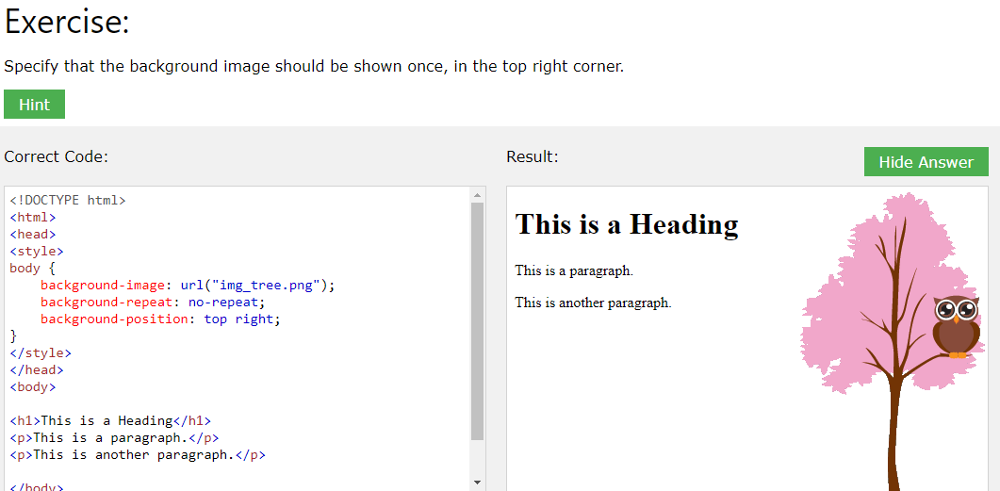 Exercise:
Specify that the background image should be shown once, in the top right corner.
Hint
Correct Code:
Result:
Hide Answer
<!DOCTYPE html>
<html>
<head>
<style>
body {
    background-image: url("img_tree.png");
    background-repeat: no-repeat;
    background-position: top right;
}
</style>
</head>
<body>
<h1>This is a Heading</h1>
<p>This is a paragraph.</p>
<p>This is another paragraph.</p>
</body>
This is a Heading
This is a paragraph.
This is another paragraph.